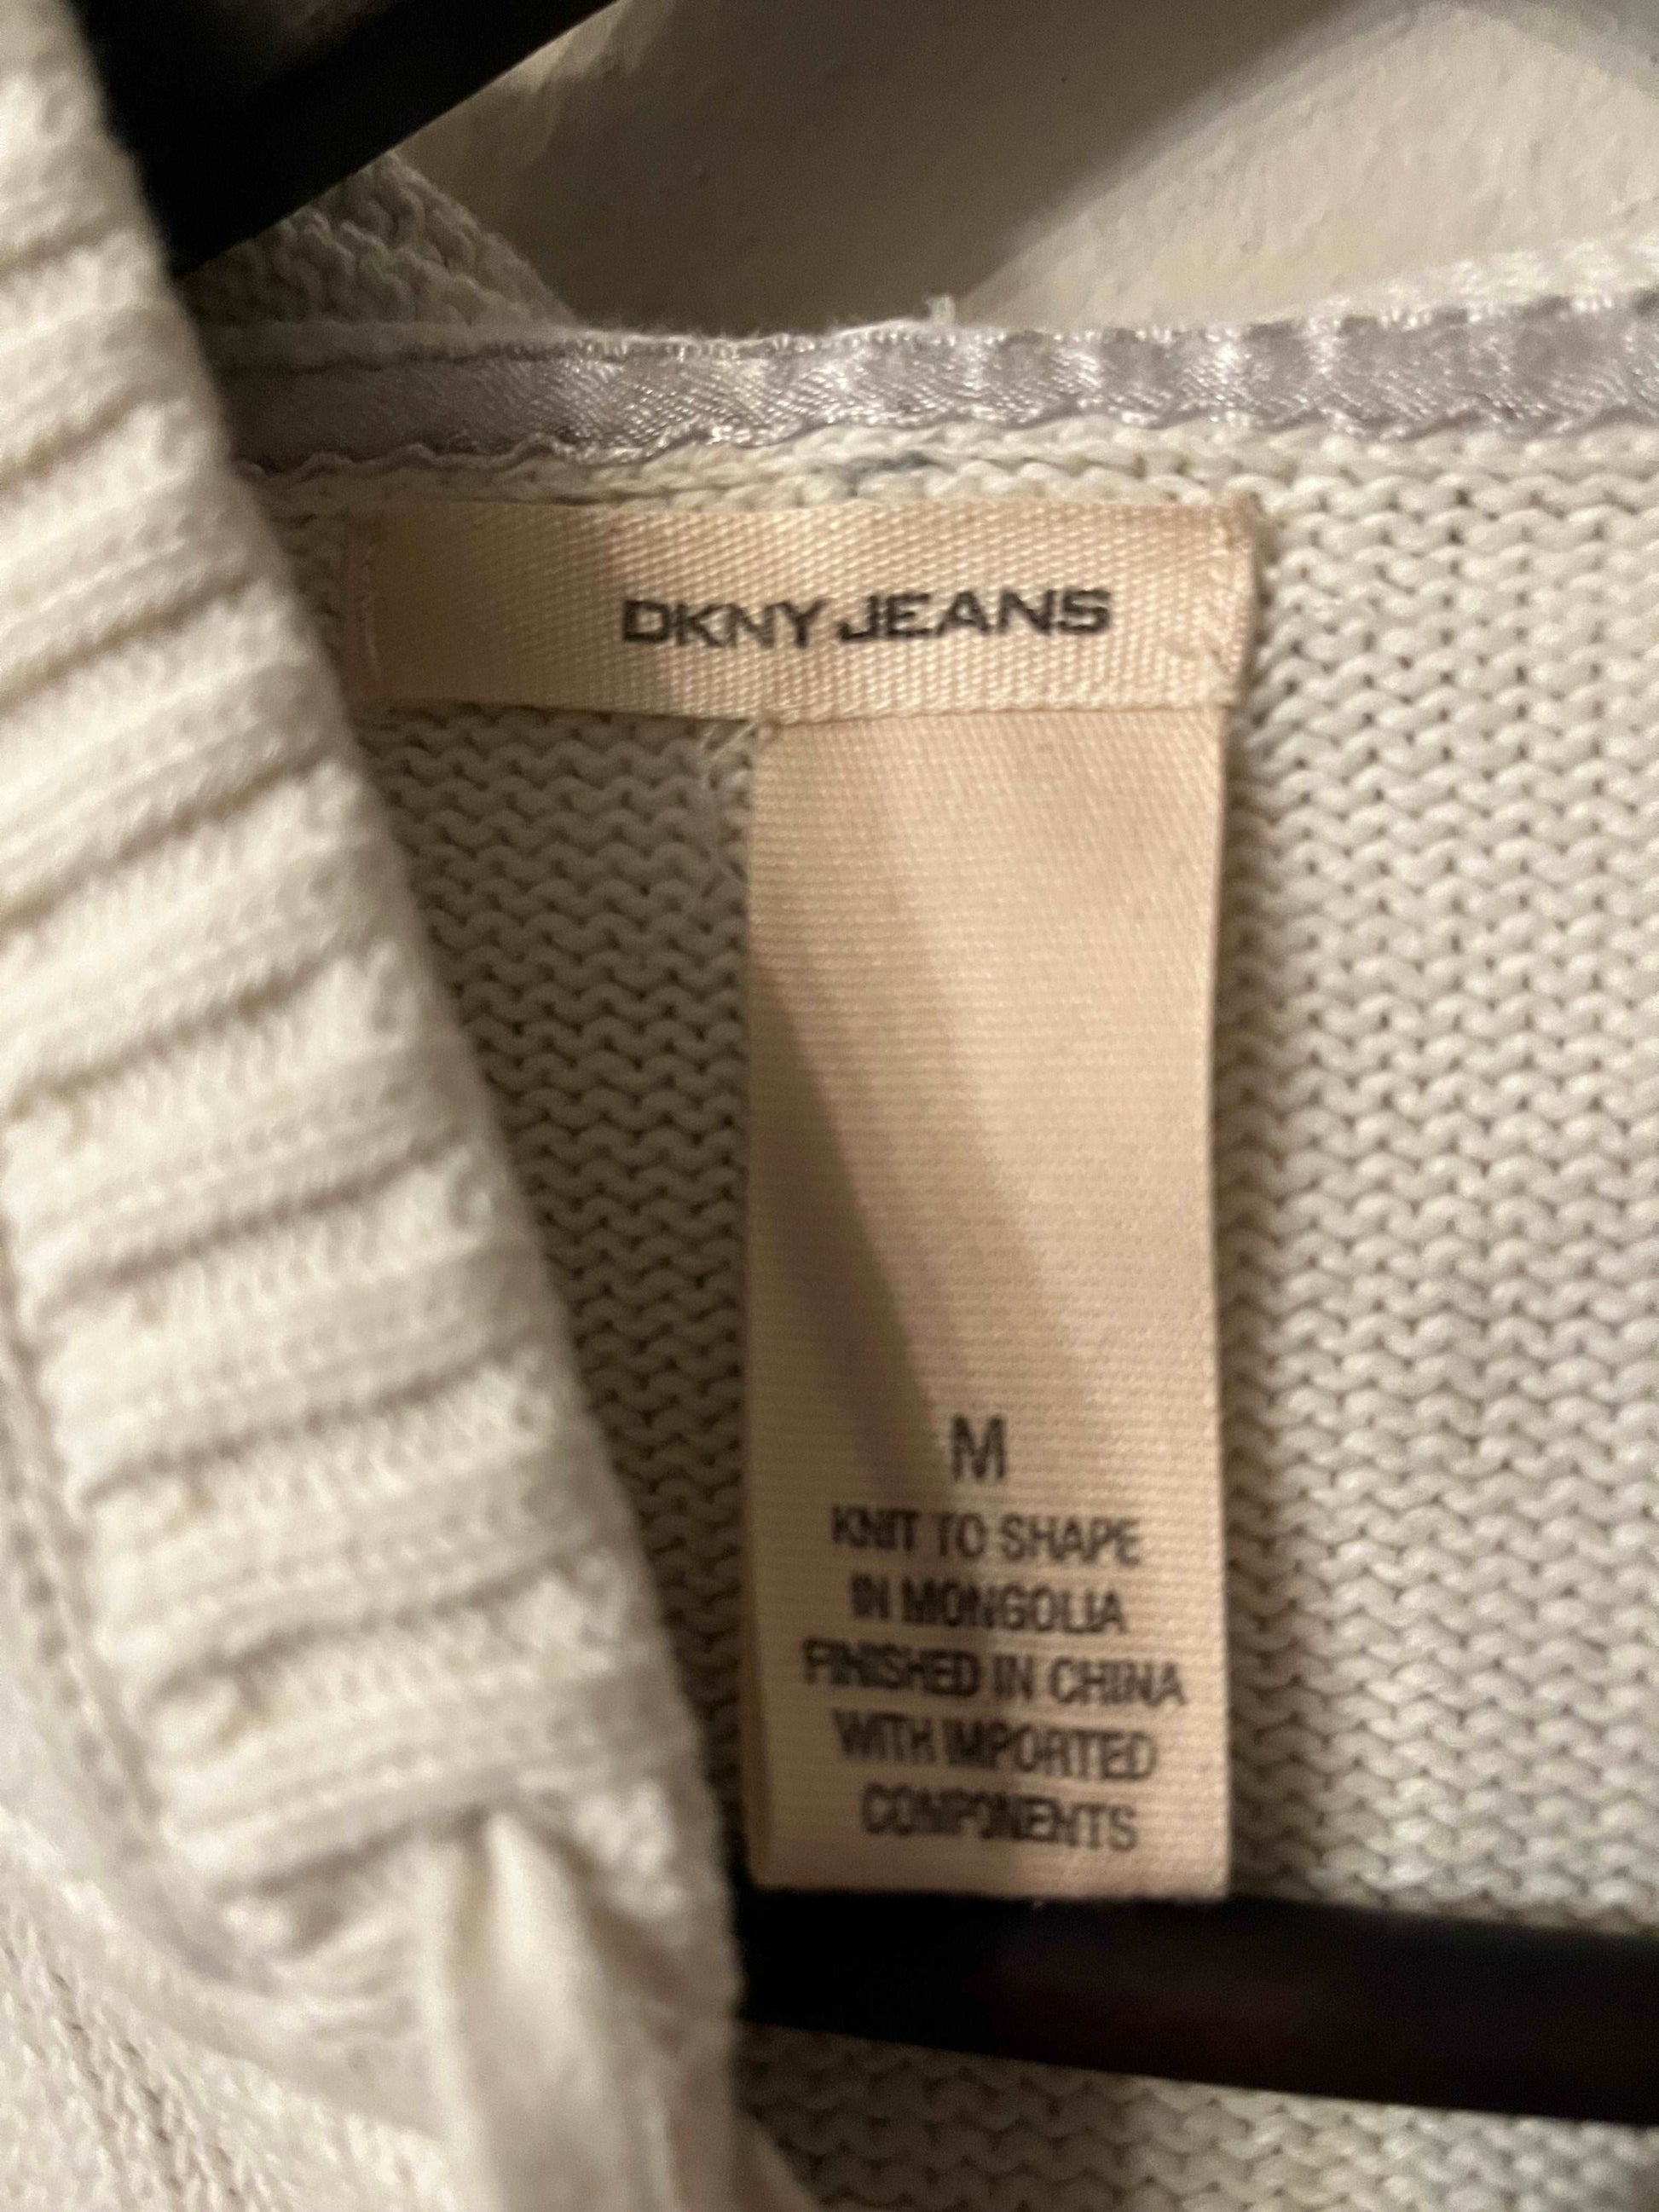 DKNY JEANS
M
KNIT TO SHAPE
IN MONGOLIA
FINISHED IN CHINA
WITH IMPORTED
COMPONENTS